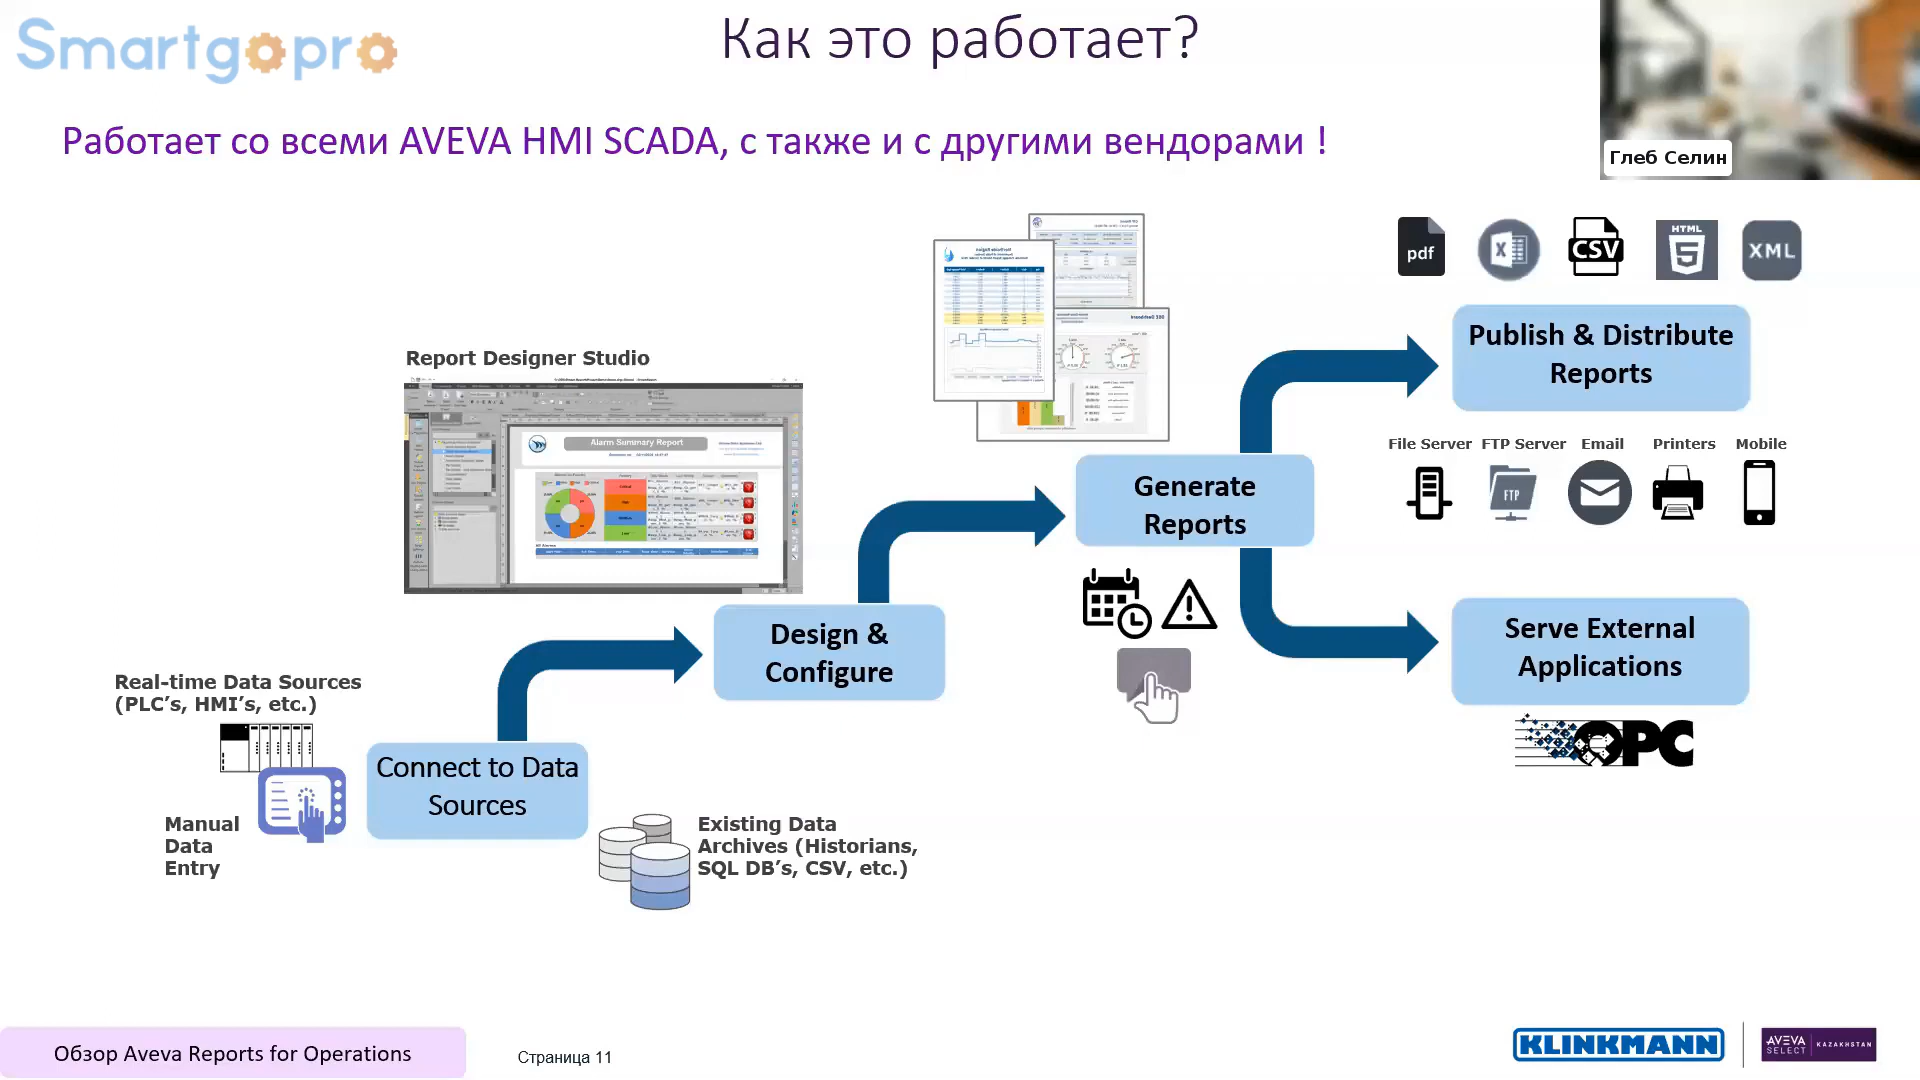 Smartgopro
Как это работает?
Работает со всеми AVEVA HMI SCADA, с также и с другими вендорами !
Глеб Селин
pdf
X
CSV
HTML
5
XML
Publish & Distribute
Reports
File Server
FTP Server
Email
Printers
Mobile
FTP
Report Designer Studio
Alarm Summary Report
Generate
Reports
Design &
Configure
Serve External
Applications
OPC
Real-time Data Sources
(PLC’s, HMI’s, etc.)
Connect to Data
Sources
Manual
Data
Entry
Existing Data
Archives (Historians,
SQL DB’s, CSV, etc.)
Обзор Aveva Reports for Operations
Страница 11
KLINKMANN
AVEVA
SELECT
KAZAKHSTAN